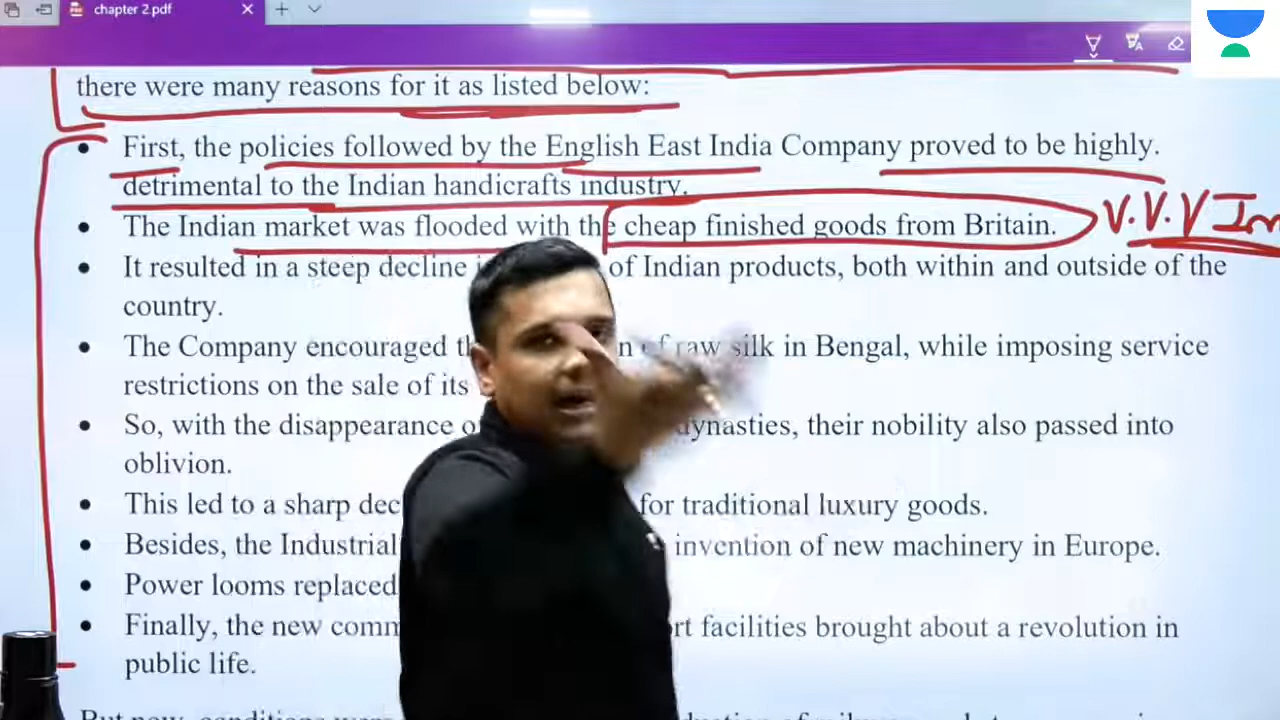 chapter 2.pdf
there were many reasons for it as listed below:
• First, the policies followed by the English East India Company proved to be highly.
detrimental to the Indian handicrafts industry.
• The Indian market was flooded with the cheap finished goods from Britain. V.V.V Im
• It resulted in a steep decline of Indian products, both within and outside of the
country.
• The Company encouraged of raw silk in Bengal, while imposing service
restrictions on the sale of its
• So, with the disappearance dynasties, their nobility also passed into
oblivion.
• This led to a sharp for traditional luxury goods.
• Besides, the Industrial invention of new machinery in Europe.
• Power looms replaced
• Finally, the new facilities brought about a revolution in
public life.
But now, conditions were